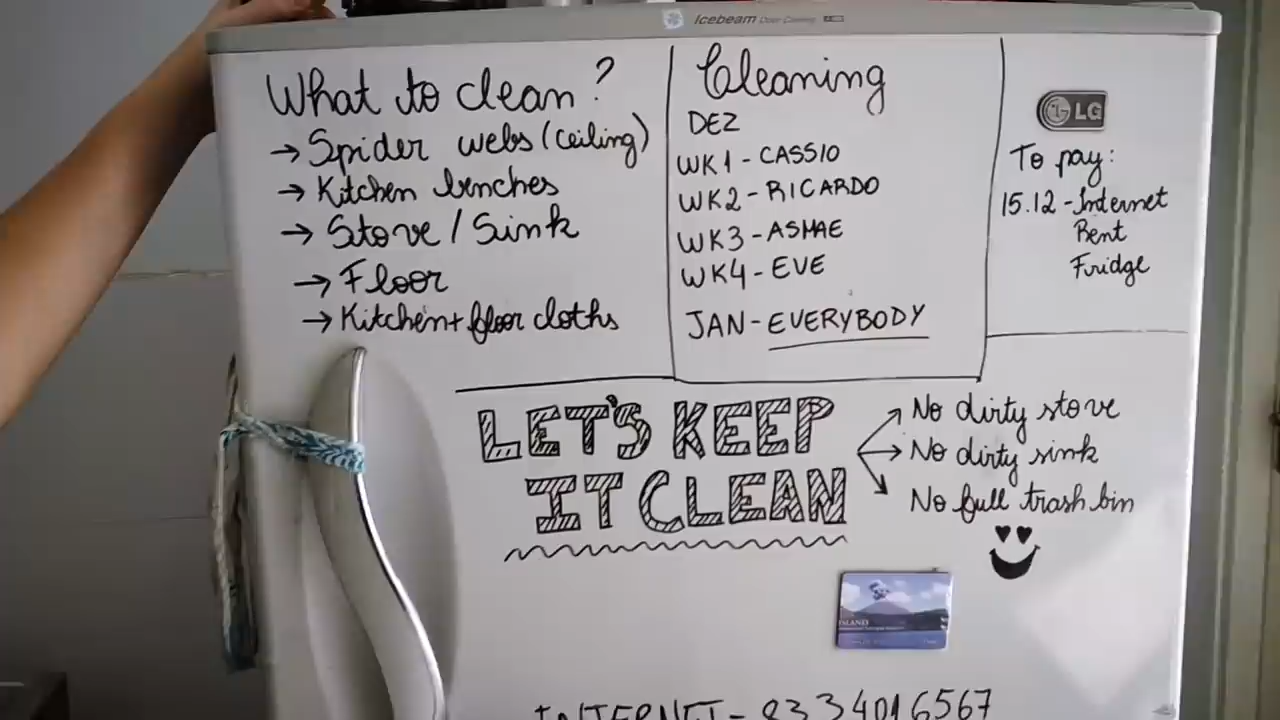 Icebeam Door Cooling
What to clean?
→ Spider webs (ceiling)
→ Kitchen benches
→ Stove / Sink
→ Floor
→ Kitchen + floor cloths
Cleaning
DEZ
WK1 - CASSIO
WK2 - RICARDO
WK3 - ASMAE
WK4 - EVE
JAN - EVERYBODY
LG
To pay:
15.12 - Internet
Rent
Fridge
LET'S KEEP
IT CLEAN
No dirty stove
No dirty sink
No full trash bin
ISLAND
INTERNET - 8334016567